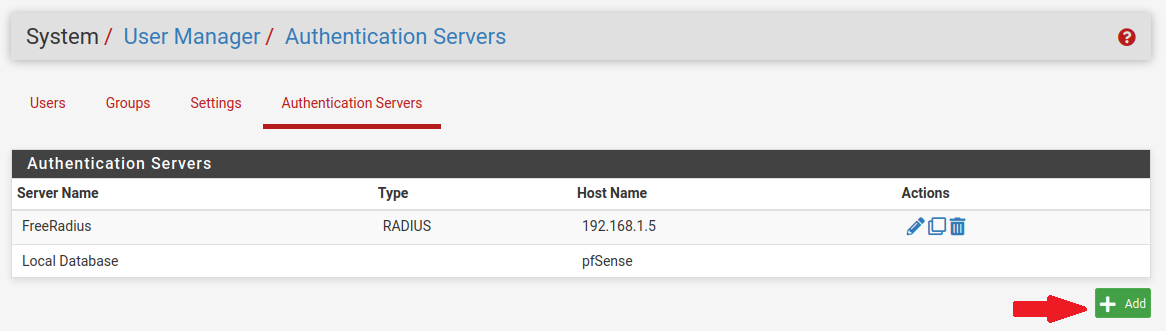 System / User Manager / Authentication Servers
Users Groups Settings Authentication Servers
Authentication Servers
Server Name Type Host Name Actions
FreeRadius RADIUS 192.168.1.5
Local Database pfSense
Add